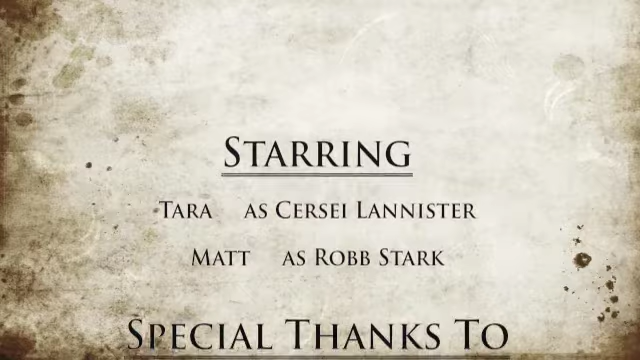 STARRING
TARA AS CERSEI LANNISTER
MATT AS ROBB STARK
SPECIAL THANKS TO